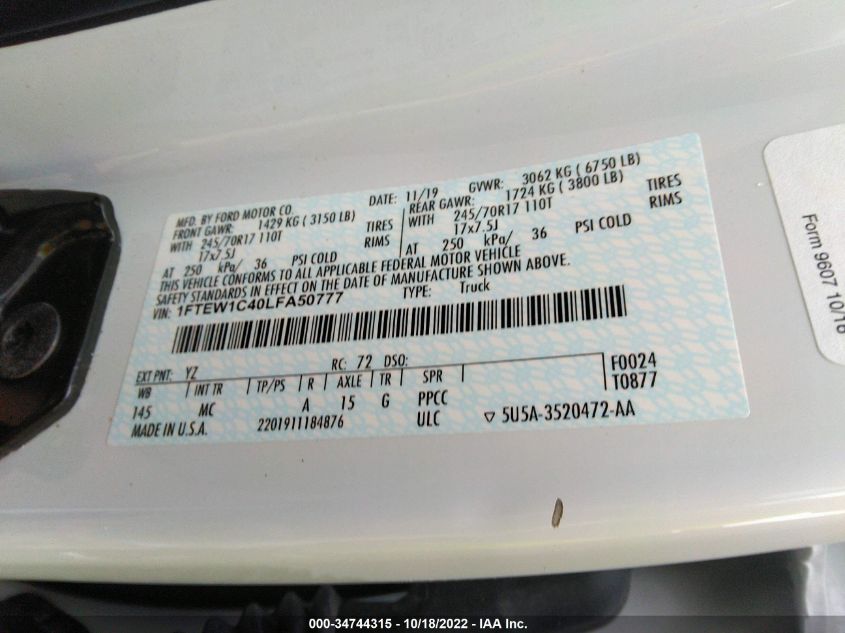 MFD. BY FORD MOTOR CO. DATE: 11/19 GVWR: 3062 KG ( 6750 LB)
FRONT GAWR: 1429 KG ( 3150 LB) REAR GAWR: 1724 KG ( 3800 LB)
WITH 245/70R17 110T TIRES WITH 245/70R17 110T TIRES
17x7.5J RIMS 17x7.5J RIMS
AT 250 kPa/ 36 PSI COLD AT 250 kPa/ 36 PSI COLD
THIS VEHICLE CONFORMS TO ALL APPLICABLE FEDERAL MOTOR VEHICLE
SAFETY STANDARDS IN EFFECT ON THE DATE OF MANUFACTURE SHOWN ABOVE.
VIN: 1FTEW1C40LFA50777 TYPE: Truck
EXT PNT: YZ RC: 72 DSO: F0024
WB INT TR TP/PS R AXLE TR SPR T0877
145 MC A 15 G PPCC
MADE IN U.S.A. 2201911184876 ULC ▽ 5U5A-3520472-AA
Form 9607 10/16
000-34744315 - 10/18/2022 - IAA Inc.